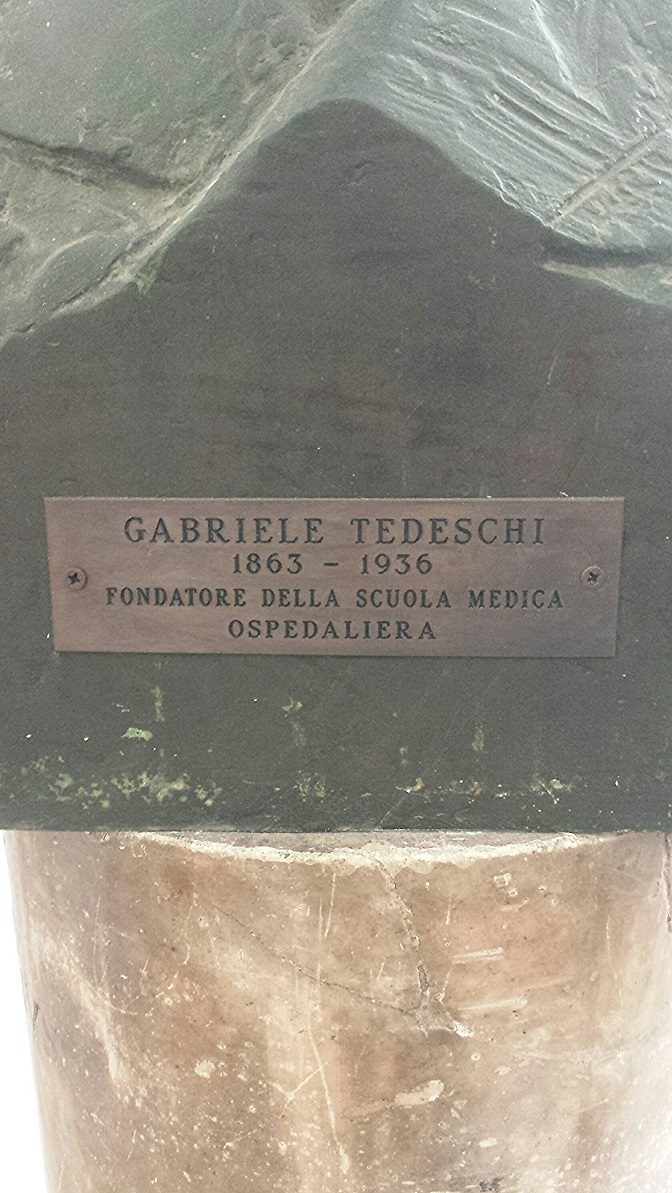 GABRIELE TEDESCHI
1863 - 1936
FONDATORE DELLA SCUOLA MEDICA
OSPEDALIERA